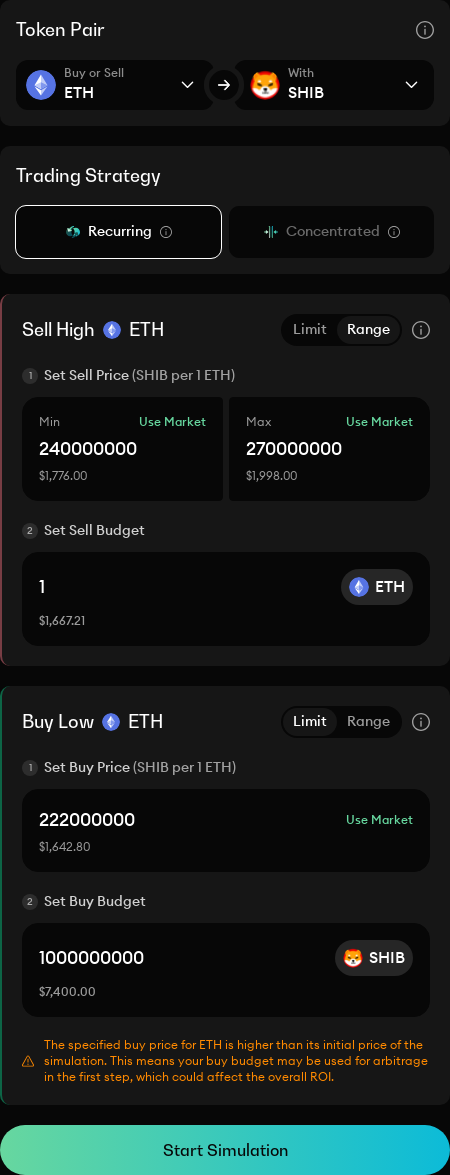 Token Pair
Buy or Sell
ETH
With
SHIB
Trading Strategy
Recurring
Concentrated
Sell High ETH
Limit Range
1 Set Sell Price (SHIB per 1 ETH)
Min Use Market
240000000
$1,776.00
Max Use Market
270000000
$1,998.00
2 Set Sell Budget
1 ETH
$1,667.21
Buy Low ETH
Limit Range
1 Set Buy Price (SHIB per 1 ETH)
222000000 Use Market
$1,642.80
2 Set Buy Budget
1000000000 SHIB
$7,400.00
The specified buy price for ETH is higher than its initial price of the
simulation. This means your buy budget may be used for arbitrage
in the first step, which could affect the overall ROI.
Start Simulation